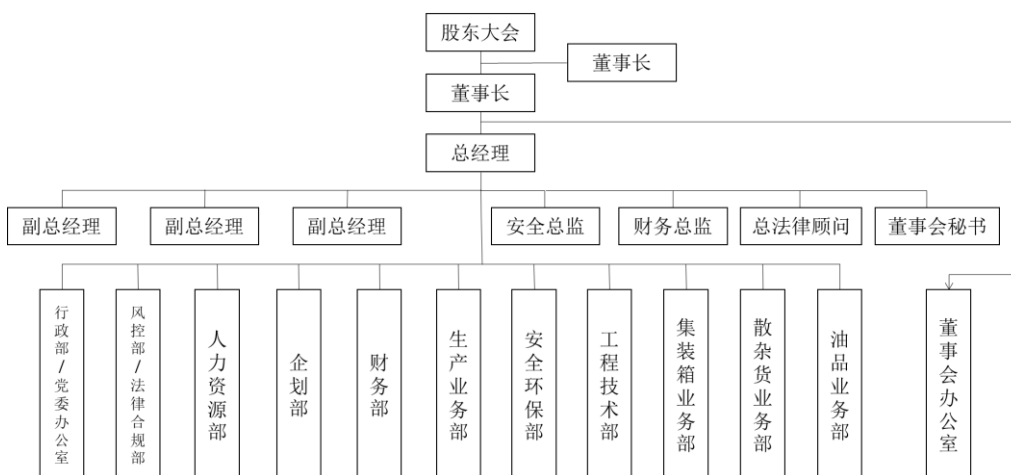 股东大会
董事长
董事长
总经理
副总经理
副总经理
副总经理
安全总监
财务总监
总法律顾问
董事会秘书
行政部/党委办公室
风控部/法律合规部
人力资源部
企划部
财务部
生产业务部
安全环保部
工程技术部
集装箱业务部
散杂货业务部
油品业务部
董事会办公室